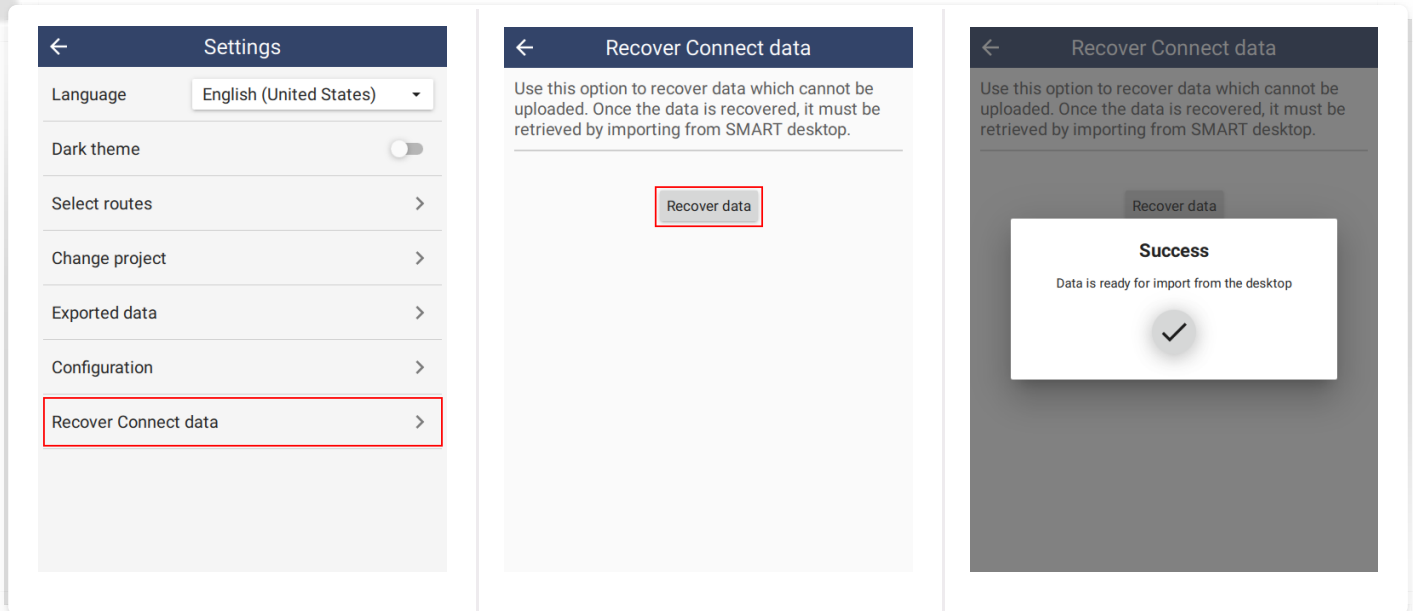 Settings
Language
English (United States)
Dark theme
Select routes
Change project
Exported data
Configuration
Recover Connect data
Recover Connect data
Use this option to recover data which cannot be
uploaded. Once the data is recovered, it must be
retrieved by importing from SMART desktop.
Recover data
Recover Connect data
Use this option to recover data which cannot be
uploaded. Once the data is recovered, it must be
retrieved by importing from SMART desktop.
Recover data
Success
Data is ready for import from the desktop